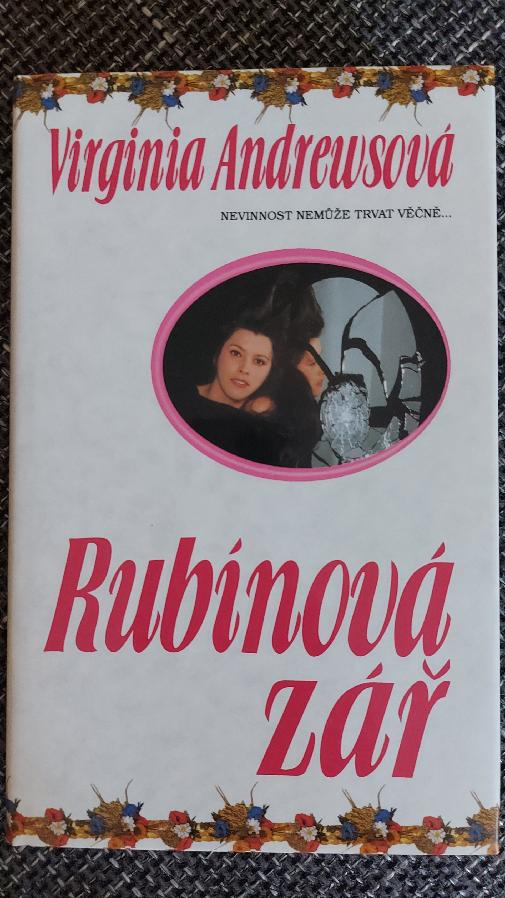 Virginia Andrewsová
NEVINNOST NEMŮŽE TRVAT VĚČNĚ...
Rubínová
zář